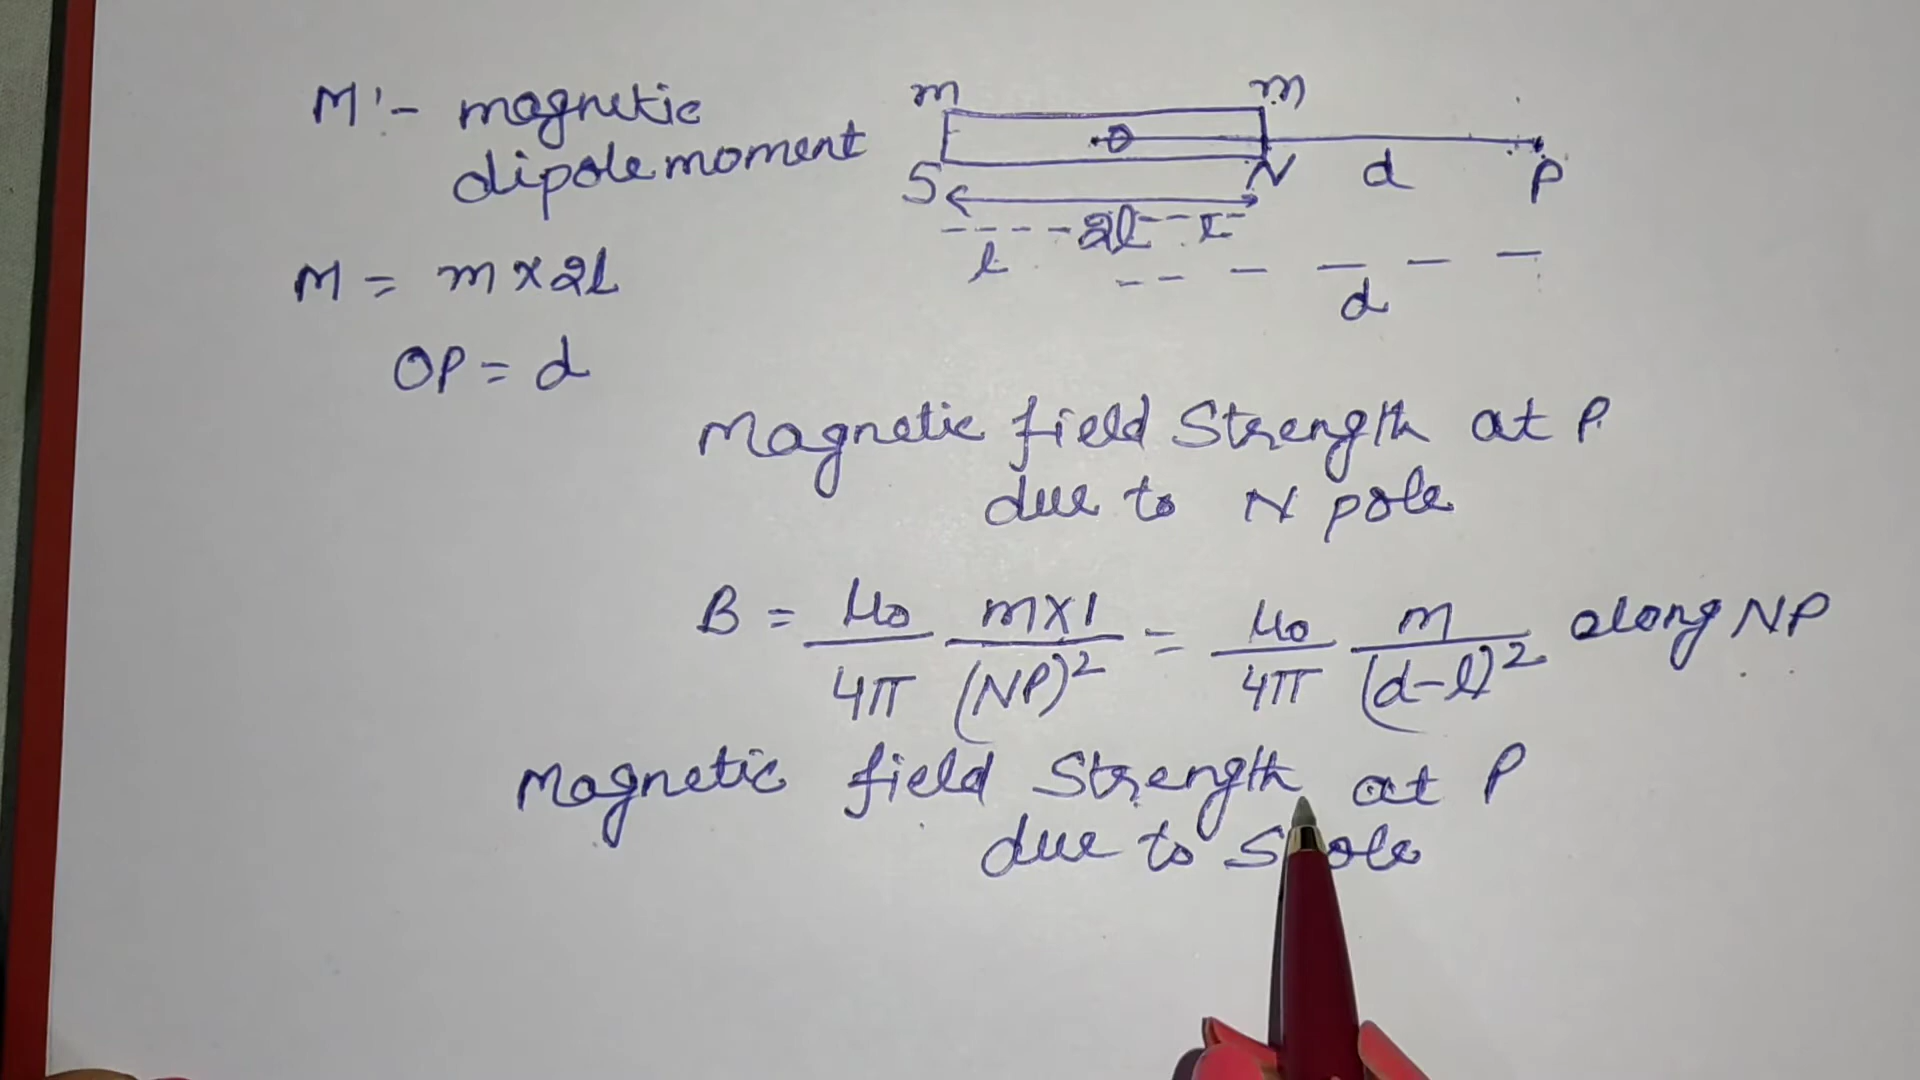 M :- magnetic
dipole moment
M = m × 2l
OP = d
m m
O
S N d P
2l
l l
d
Magnetic field Strength at P
due to N pole
B = μ₀/4π m×1/(NP)² = μ₀/4π m/(d-l)² along NP
Magnetic field Strength at P
due to S